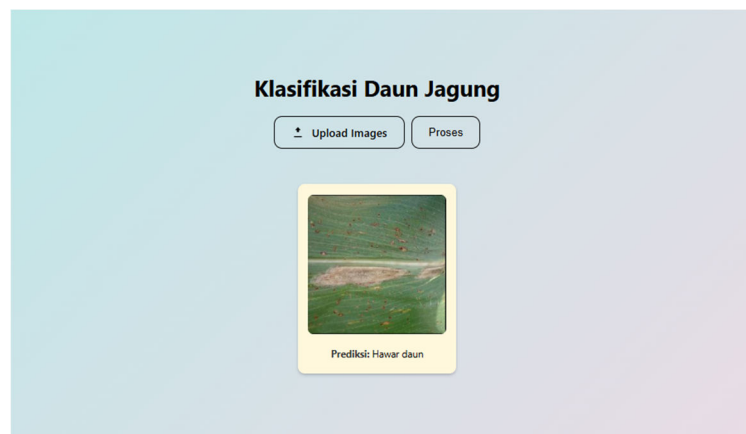 Klasifikasi Daun Jagung
Upload Images
Proses
Prediksi: Hawar daun